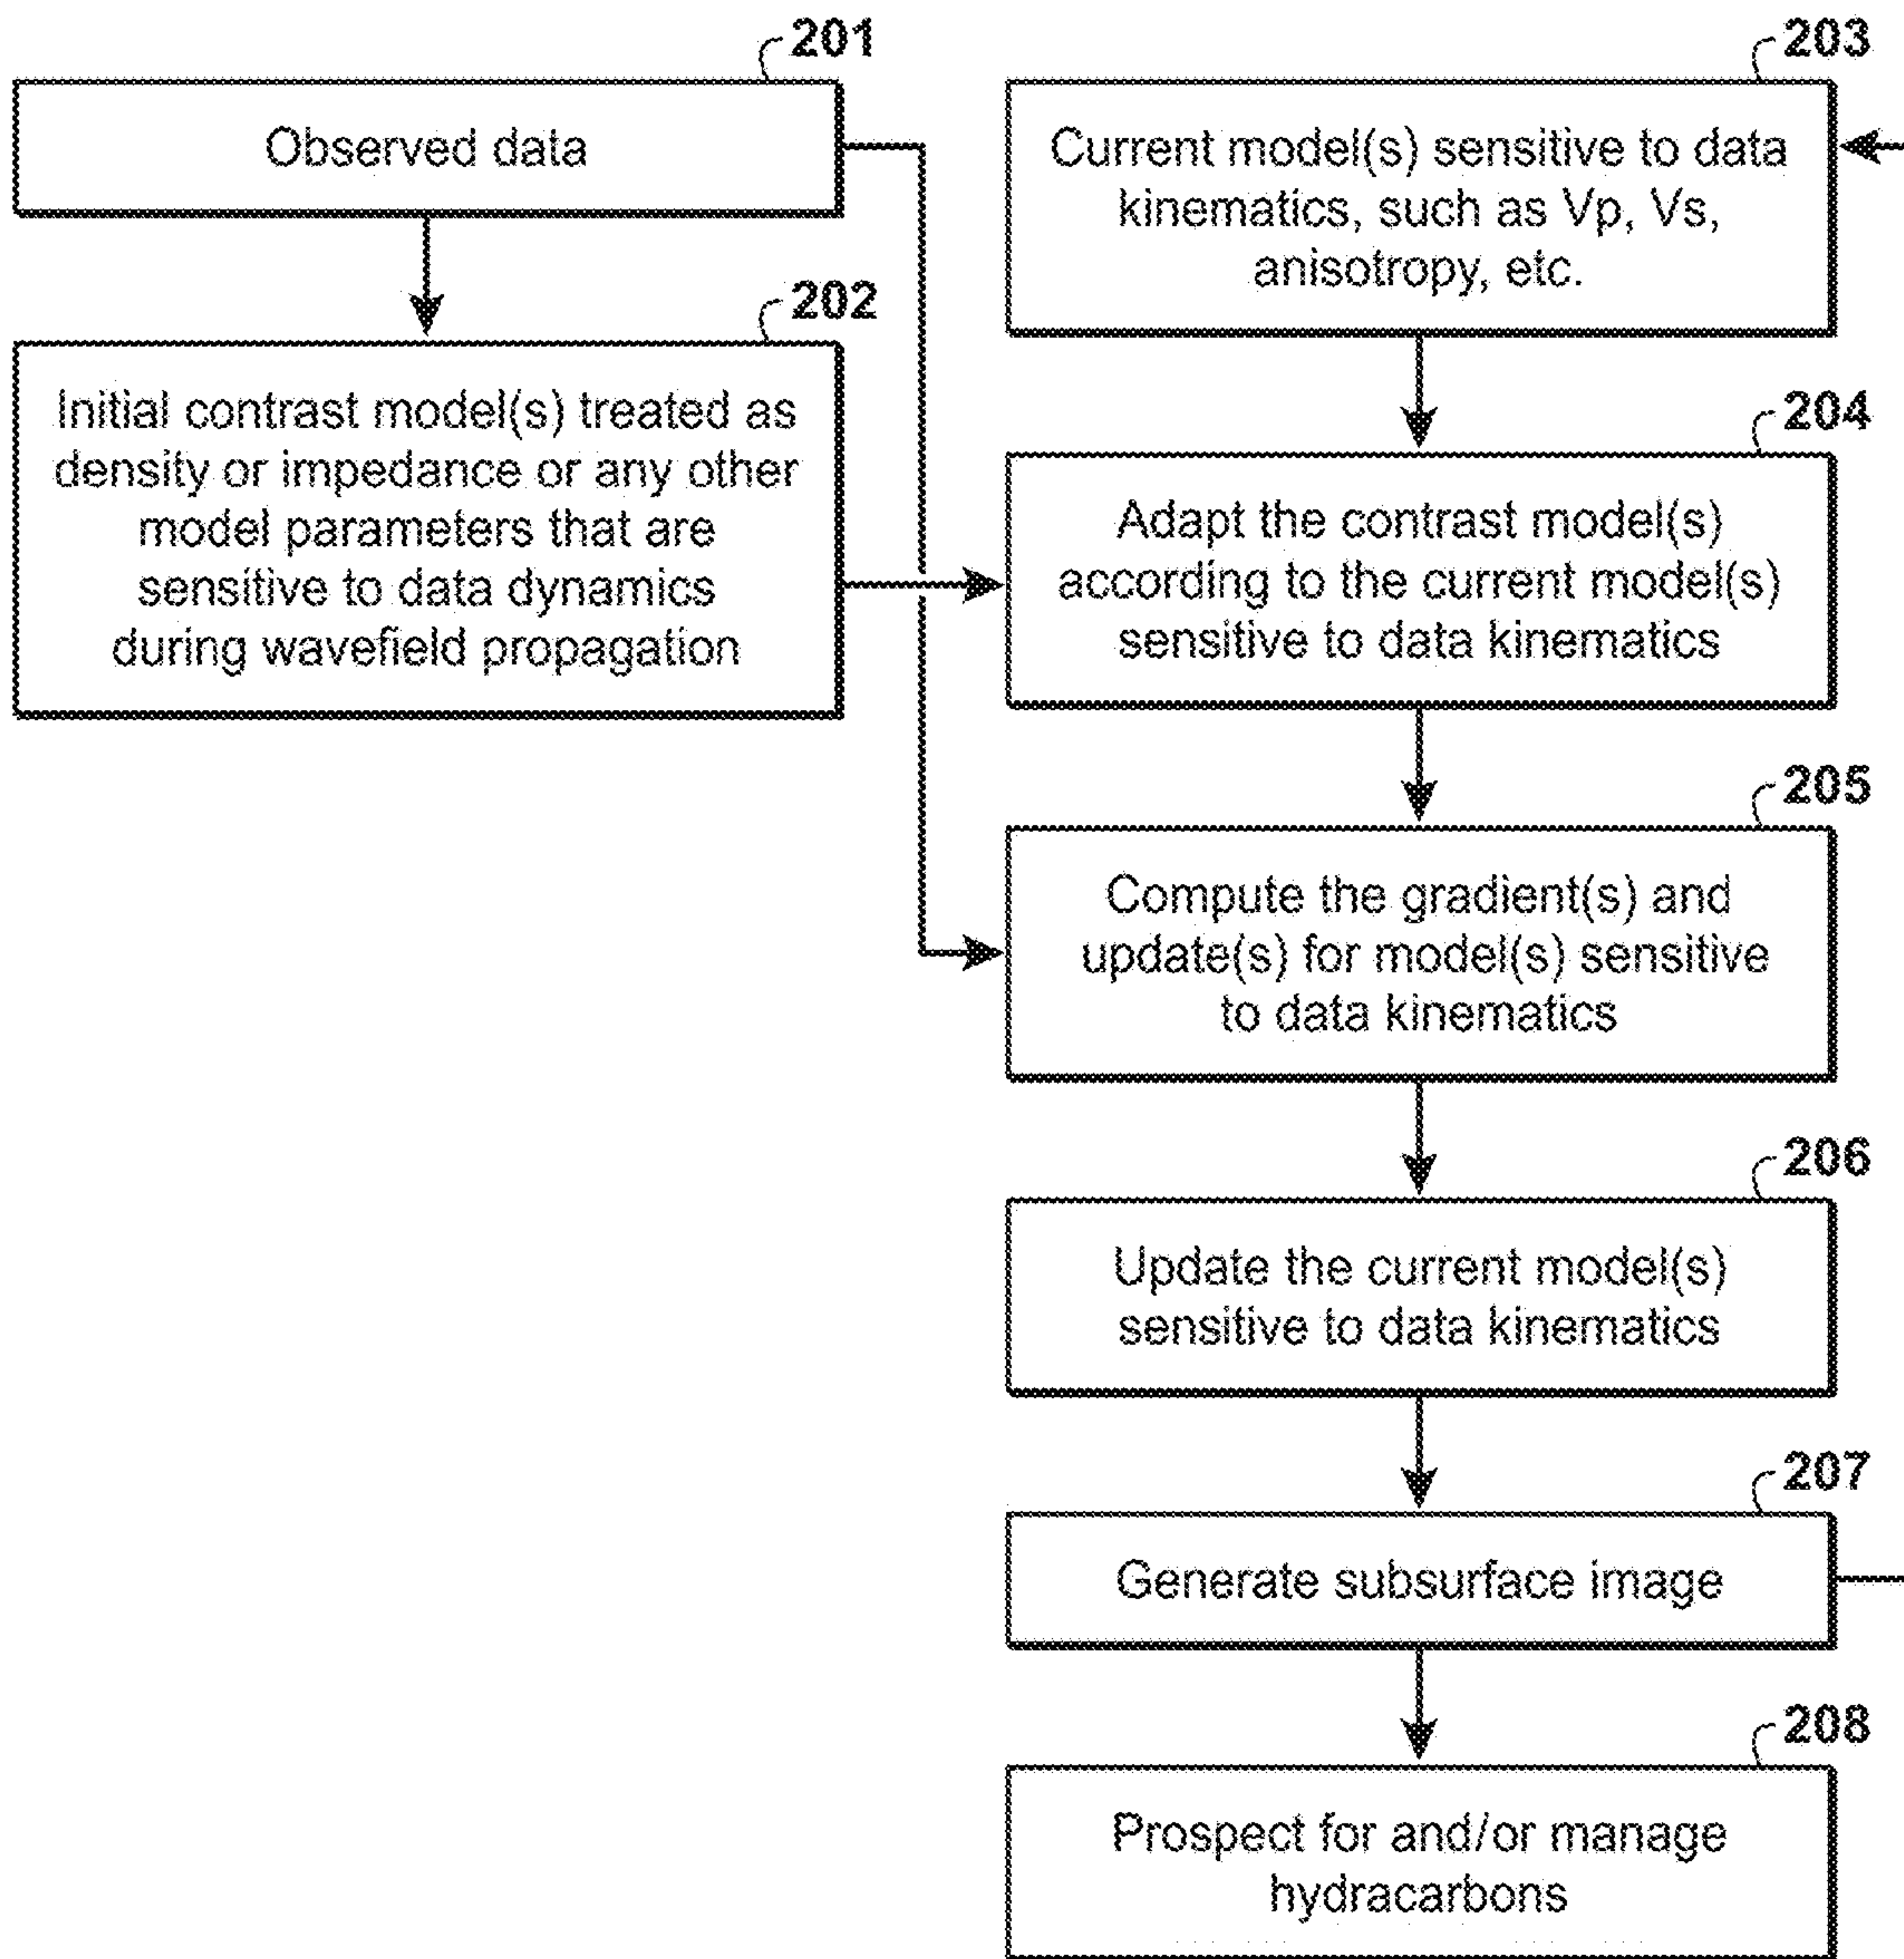 201
Observed data
202
Initial contrast model(s) treated as
density or impedance or any other
model parameters that are
sensitive to data dynamics
during wavefield propagation
203
Current model(s) sensitive to data
kinematics, such as Vp, Vs,
anisotropy, etc.
204
Adapt the contrast model(s)
according to the current model(s)
sensitive to data kinematics
205
Compute the gradient(s) and
update(s) for model(s) sensitive
to data kinematics
206
Update the current model(s)
sensitive to data kinematics
207
Generate subsurface image
208
Prospect for and/or manage
hydracarbons